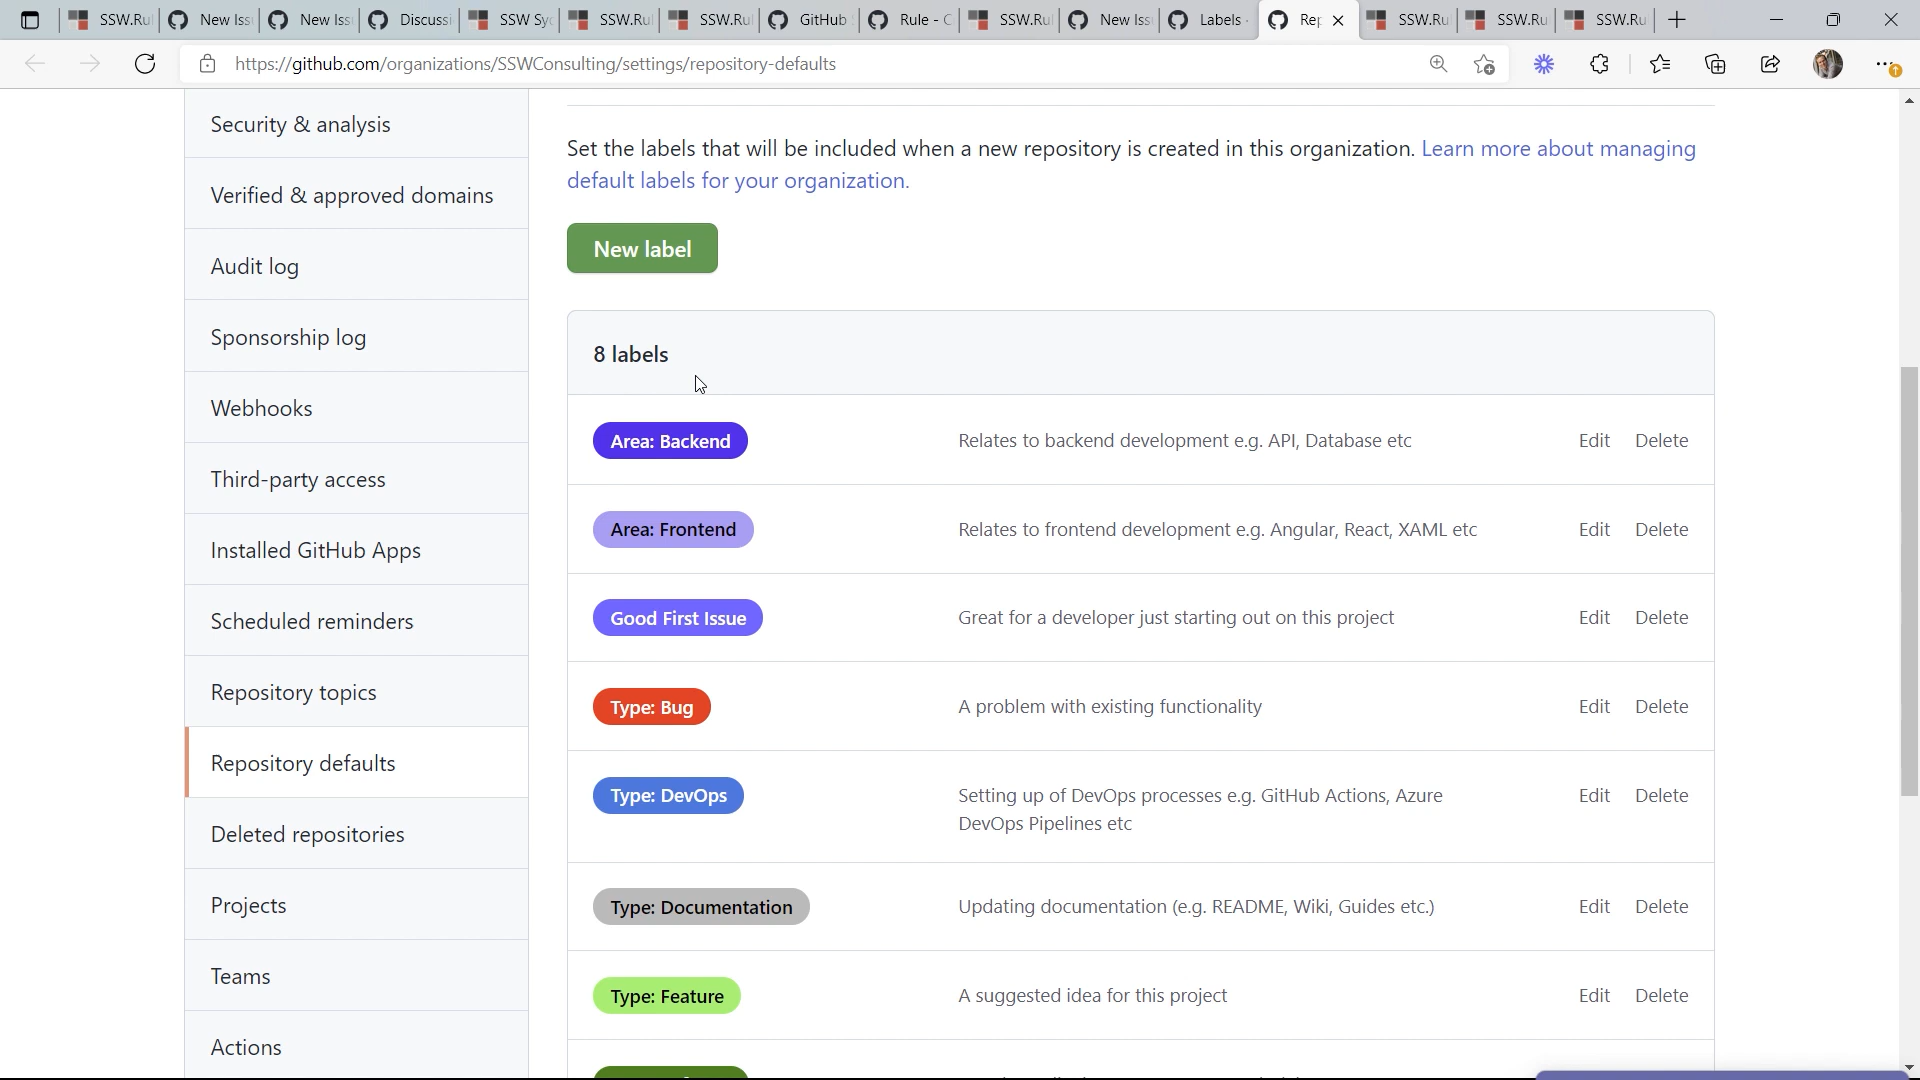 SSW.Ru
New Iss
New Iss
Discussi
SSW Sy
SSW.Ru
SSW.Ru
GitHub
Rule - C
SSW.Ru
New Iss
Labels
Rep
SSW.Ru
SSW.Ru
SSW.Ru
https://github.com/organizations/SSWConsulting/settings/repository-defaults
Security & analysis
Verified & approved domains
Audit log
Sponsorship log
Webhooks
Third-party access
Installed GitHub Apps
Scheduled reminders
Repository topics
Repository defaults
Deleted repositories
Projects
Teams
Actions
Set the labels that will be included when a new repository is created in this organization. Learn more about managing
default labels for your organization.
New label
8 labels
Area: Backend
Relates to backend development e.g. API, Database etc
Edit Delete
Area: Frontend
Relates to frontend development e.g. Angular, React, XAML etc
Edit Delete
Good First Issue
Great for a developer just starting out on this project
Edit Delete
Type: Bug
A problem with existing functionality
Edit Delete
Type: DevOps
Setting up of DevOps processes e.g. GitHub Actions, Azure
DevOps Pipelines etc
Edit Delete
Type: Documentation
Updating documentation (e.g. README, Wiki, Guides etc.)
Edit Delete
Type: Feature
A suggested idea for this project
Edit Delete